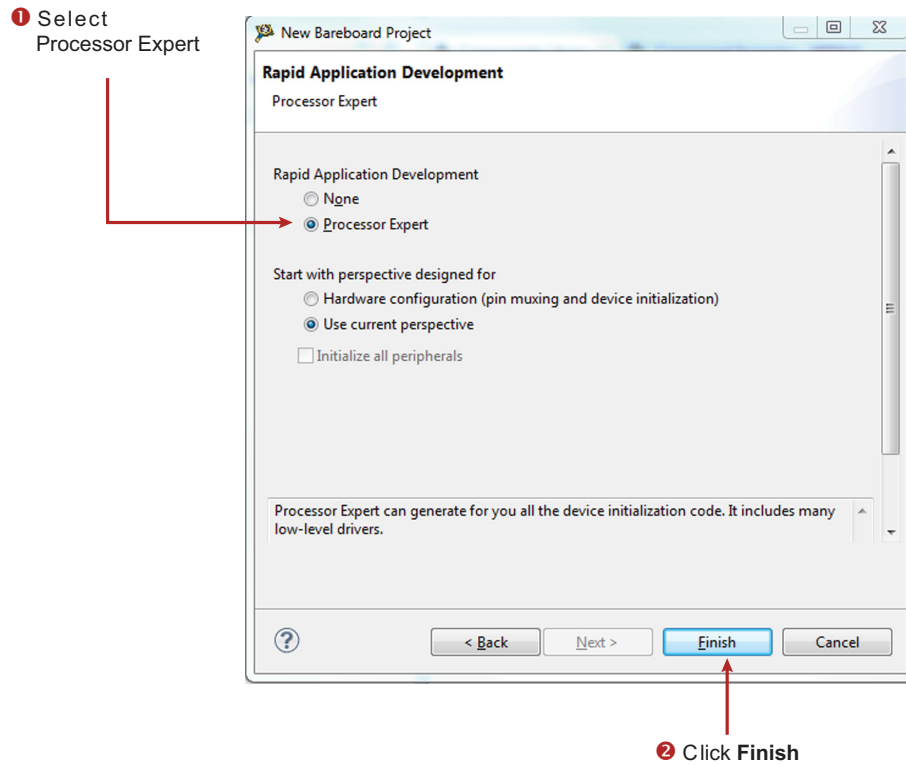 ❶ Select
Processor Expert
New Bareboard Project
Rapid Application Development
Processor Expert
Rapid Application Development
None
Processor Expert
Start with perspective designed for
Hardware configuration (pin muxing and device initialization)
Use current perspective
Initialize all peripherals
Processor Expert can generate for you all the device initialization code. It includes many
low-level drivers.
?
< Back
Next >
Finish
Cancel
❷ Click Finish